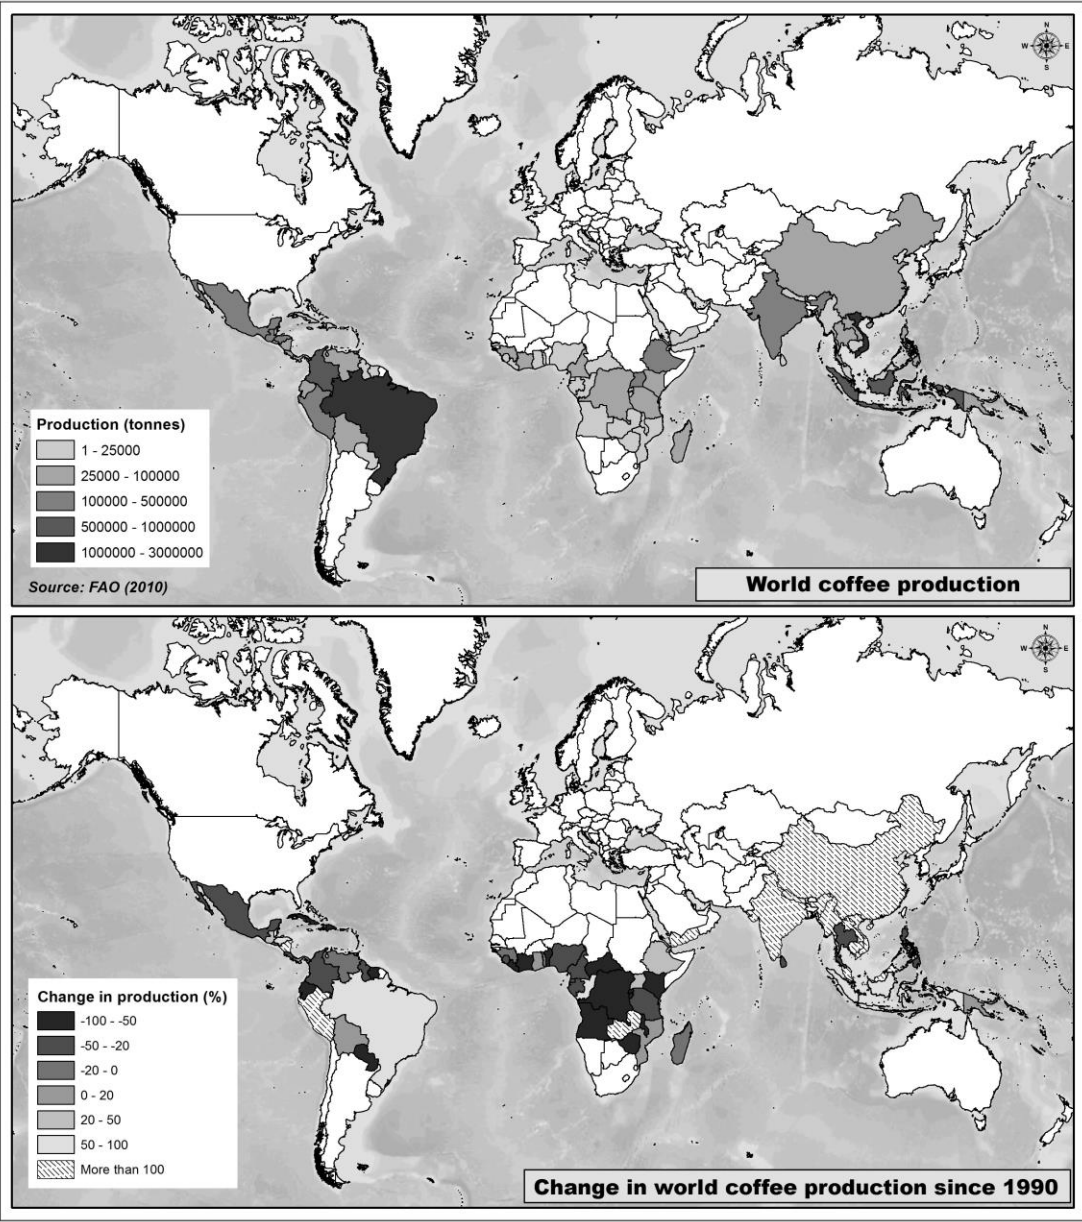 N
W E
S
Production (tonnes)
1 - 25000
25000 - 100000
100000 - 500000
500000 - 1000000
1000000 - 3000000
Source: FAO (2010)
World coffee production
N
W E
S
Change in production (%)
-100 - -50
-50 - -20
-20 - 0
0 - 20
20 - 50
50 - 100
More than 100
Change in world coffee production since 1990